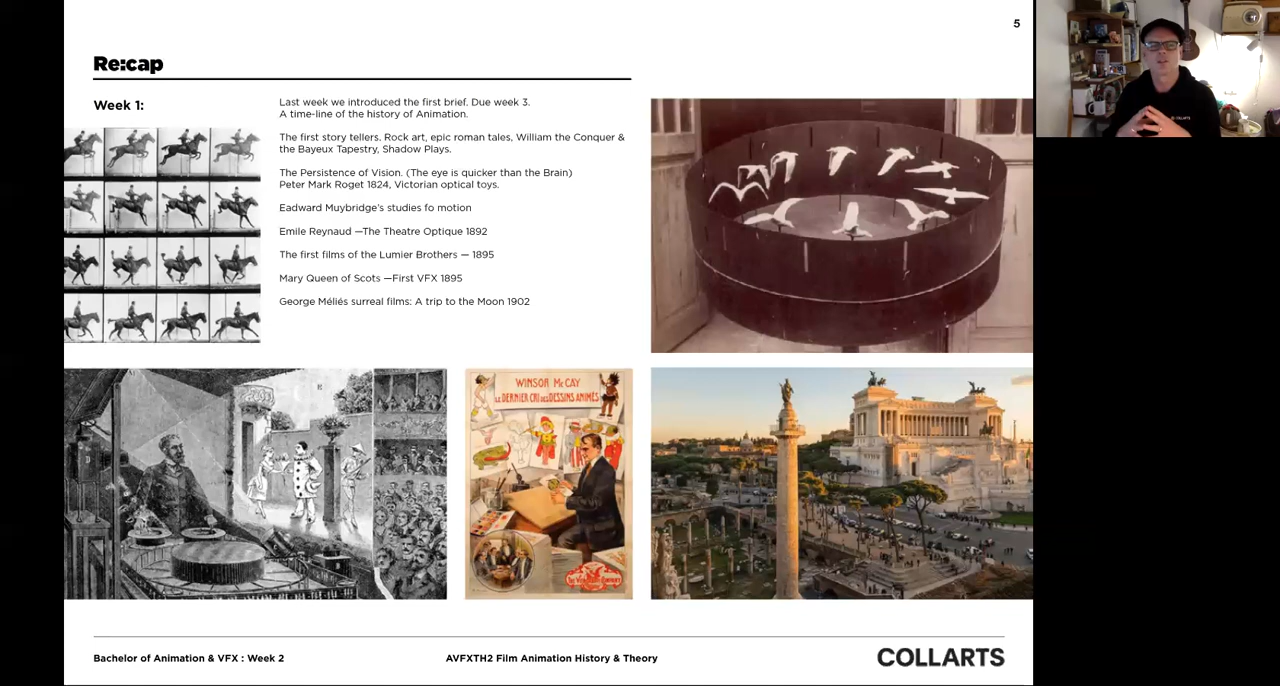 5
Re:cap
Week 1:
Last week we introduced the first brief. Due week 3.
A time-line of the history of Animation.
The first story tellers. Rock art, epic roman tales, William the Conquer &
the Bayeux Tapestry, Shadow Plays.
The Persistence of Vision. (The eye is quicker than the Brain)
Peter Mark Roget 1824, Victorian optical toys.
Eadward Muybridge's studies fo motion
Emile Reynaud —The Theatre Optique 1892
The first films of the Lumier Brothers — 1895
Mary Queen of Scots —First VFX 1895
George Méliés surreal films: A trip to the Moon 1902
WINSOR McCAY
LE DERNIER CRI DES DESSINS ANIMÉS
Bachelor of Animation & VFX : Week 2
AVFXTH2 Film Animation History & Theory
COLLARTS